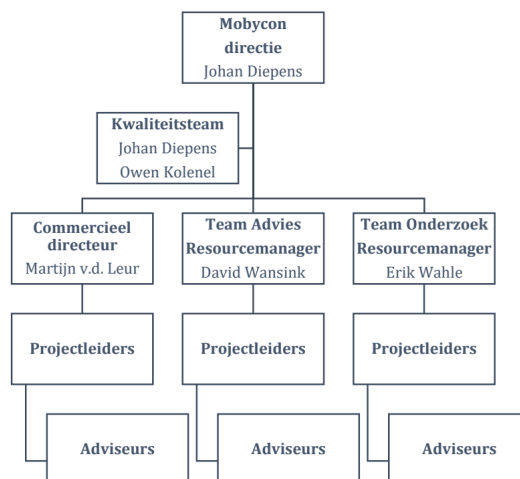 Mobycon
directie
Johan Diepens
Kwaliteitsteam
Johan Diepens
Owen Kolenel
Commercieel
directeur
Martijn v.d. Leur
Team Advies
Resourcemanager
David Wansink
Team Onderzoek
Resourcemanager
Erik Wahle
Projectleiders
Projectleiders
Projectleiders
Adviseurs
Adviseurs
Adviseurs